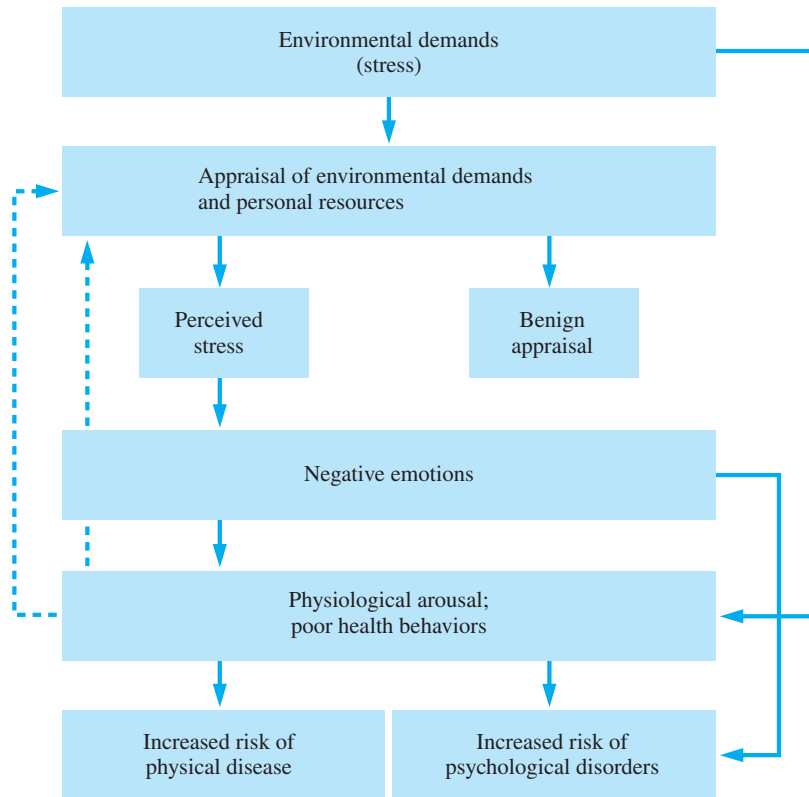 Environmental demands
(stress)
Appraisal of environmental demands
and personal resources
Perceived
stress
Benign
appraisal
Negative emotions
Physiological arousal;
poor health behaviors
Increased risk of
physical disease
Increased risk of
psychological disorders